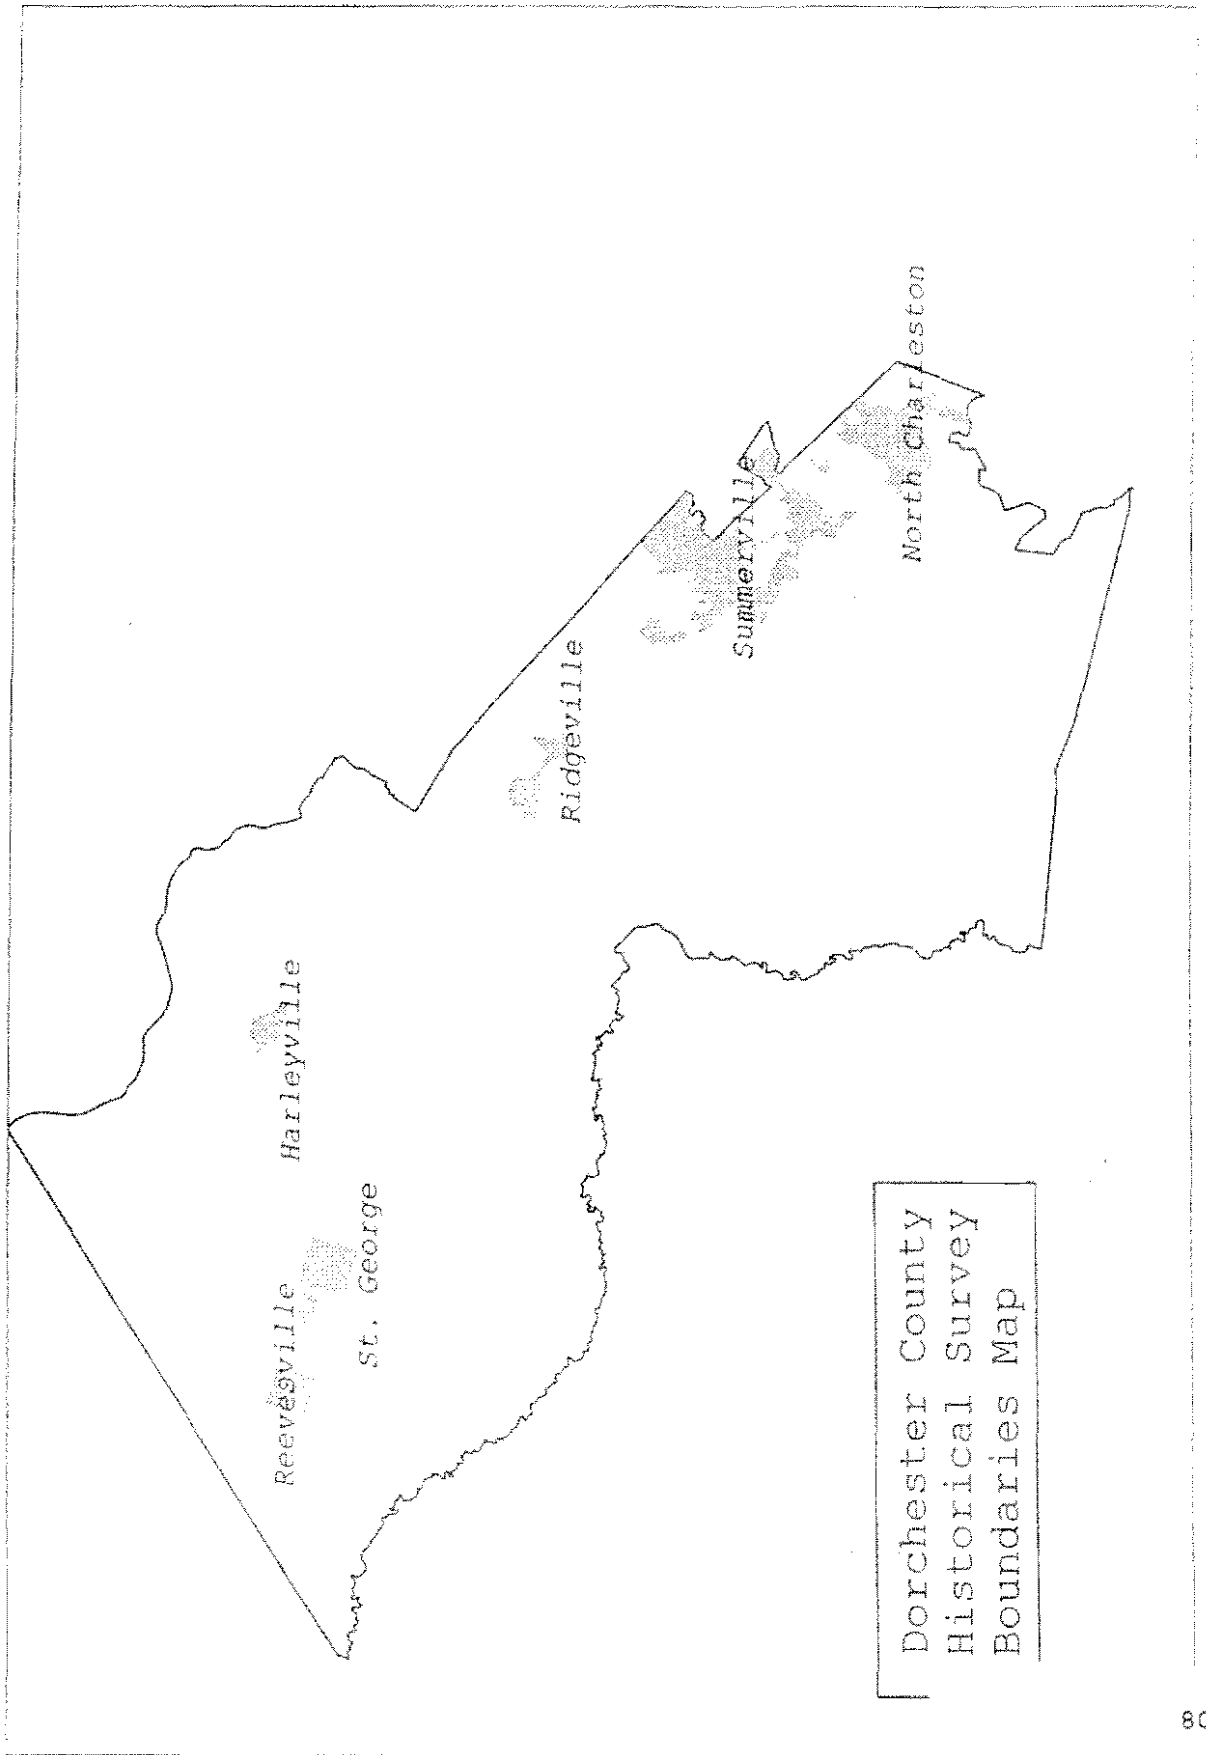 Reevesville
St. George
Harleyville
Ridgeville
Summerville
North Charleston
Dorchester County
Historical Survey
Boundaries Map
80